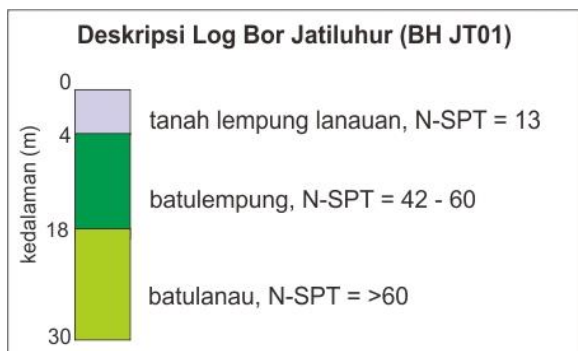 Deskripsi Log Bor Jatiluhur (BH JT01)
kedalaman (m)
0
tanah lempung lanauan, N-SPT = 13
4
batulempung, N-SPT = 42 - 60
18
batulanau, N-SPT = >60
30